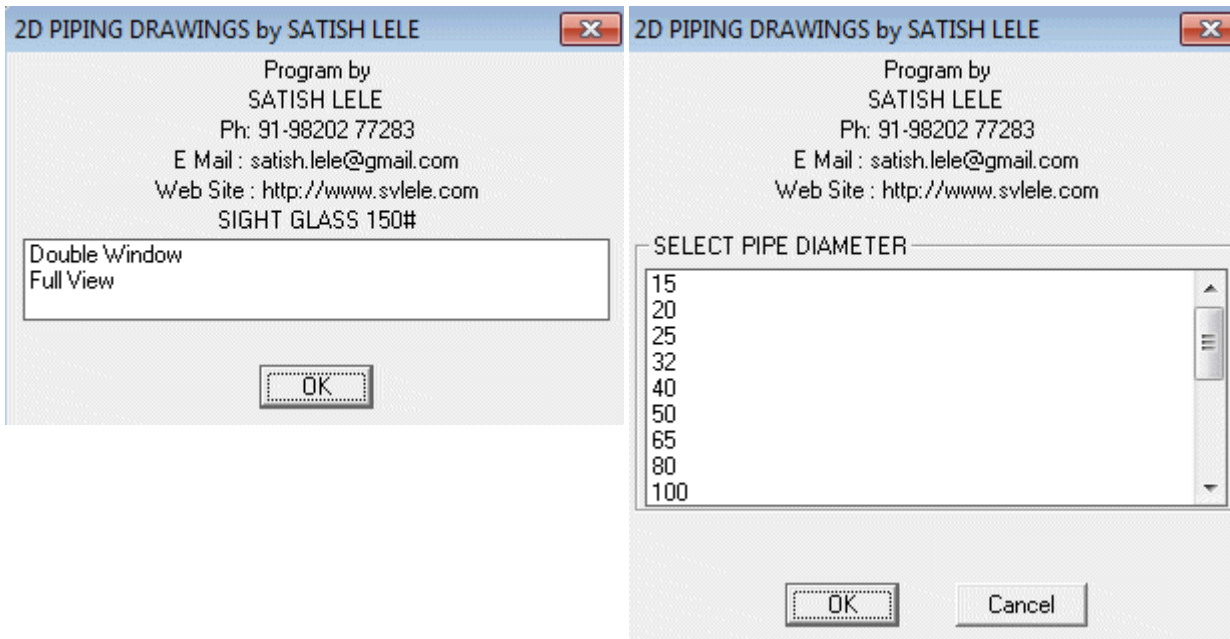 2D PIPING DRAWINGS by SATISH LELE
Program by
SATISH LELE
Ph: 91-98202 77283
E Mail : satish.lele@gmail.com
Web Site : http://www.svlele.com
SIGHT GLASS 150#
Double Window
Full View
OK
2D PIPING DRAWINGS by SATISH LELE
Program by
SATISH LELE
Ph: 91-98202 77283
E Mail : satish.lele@gmail.com
Web Site : http://www.svlele.com
SELECT PIPE DIAMETER
15
20
25
32
40
50
65
80
100
OK Cancel